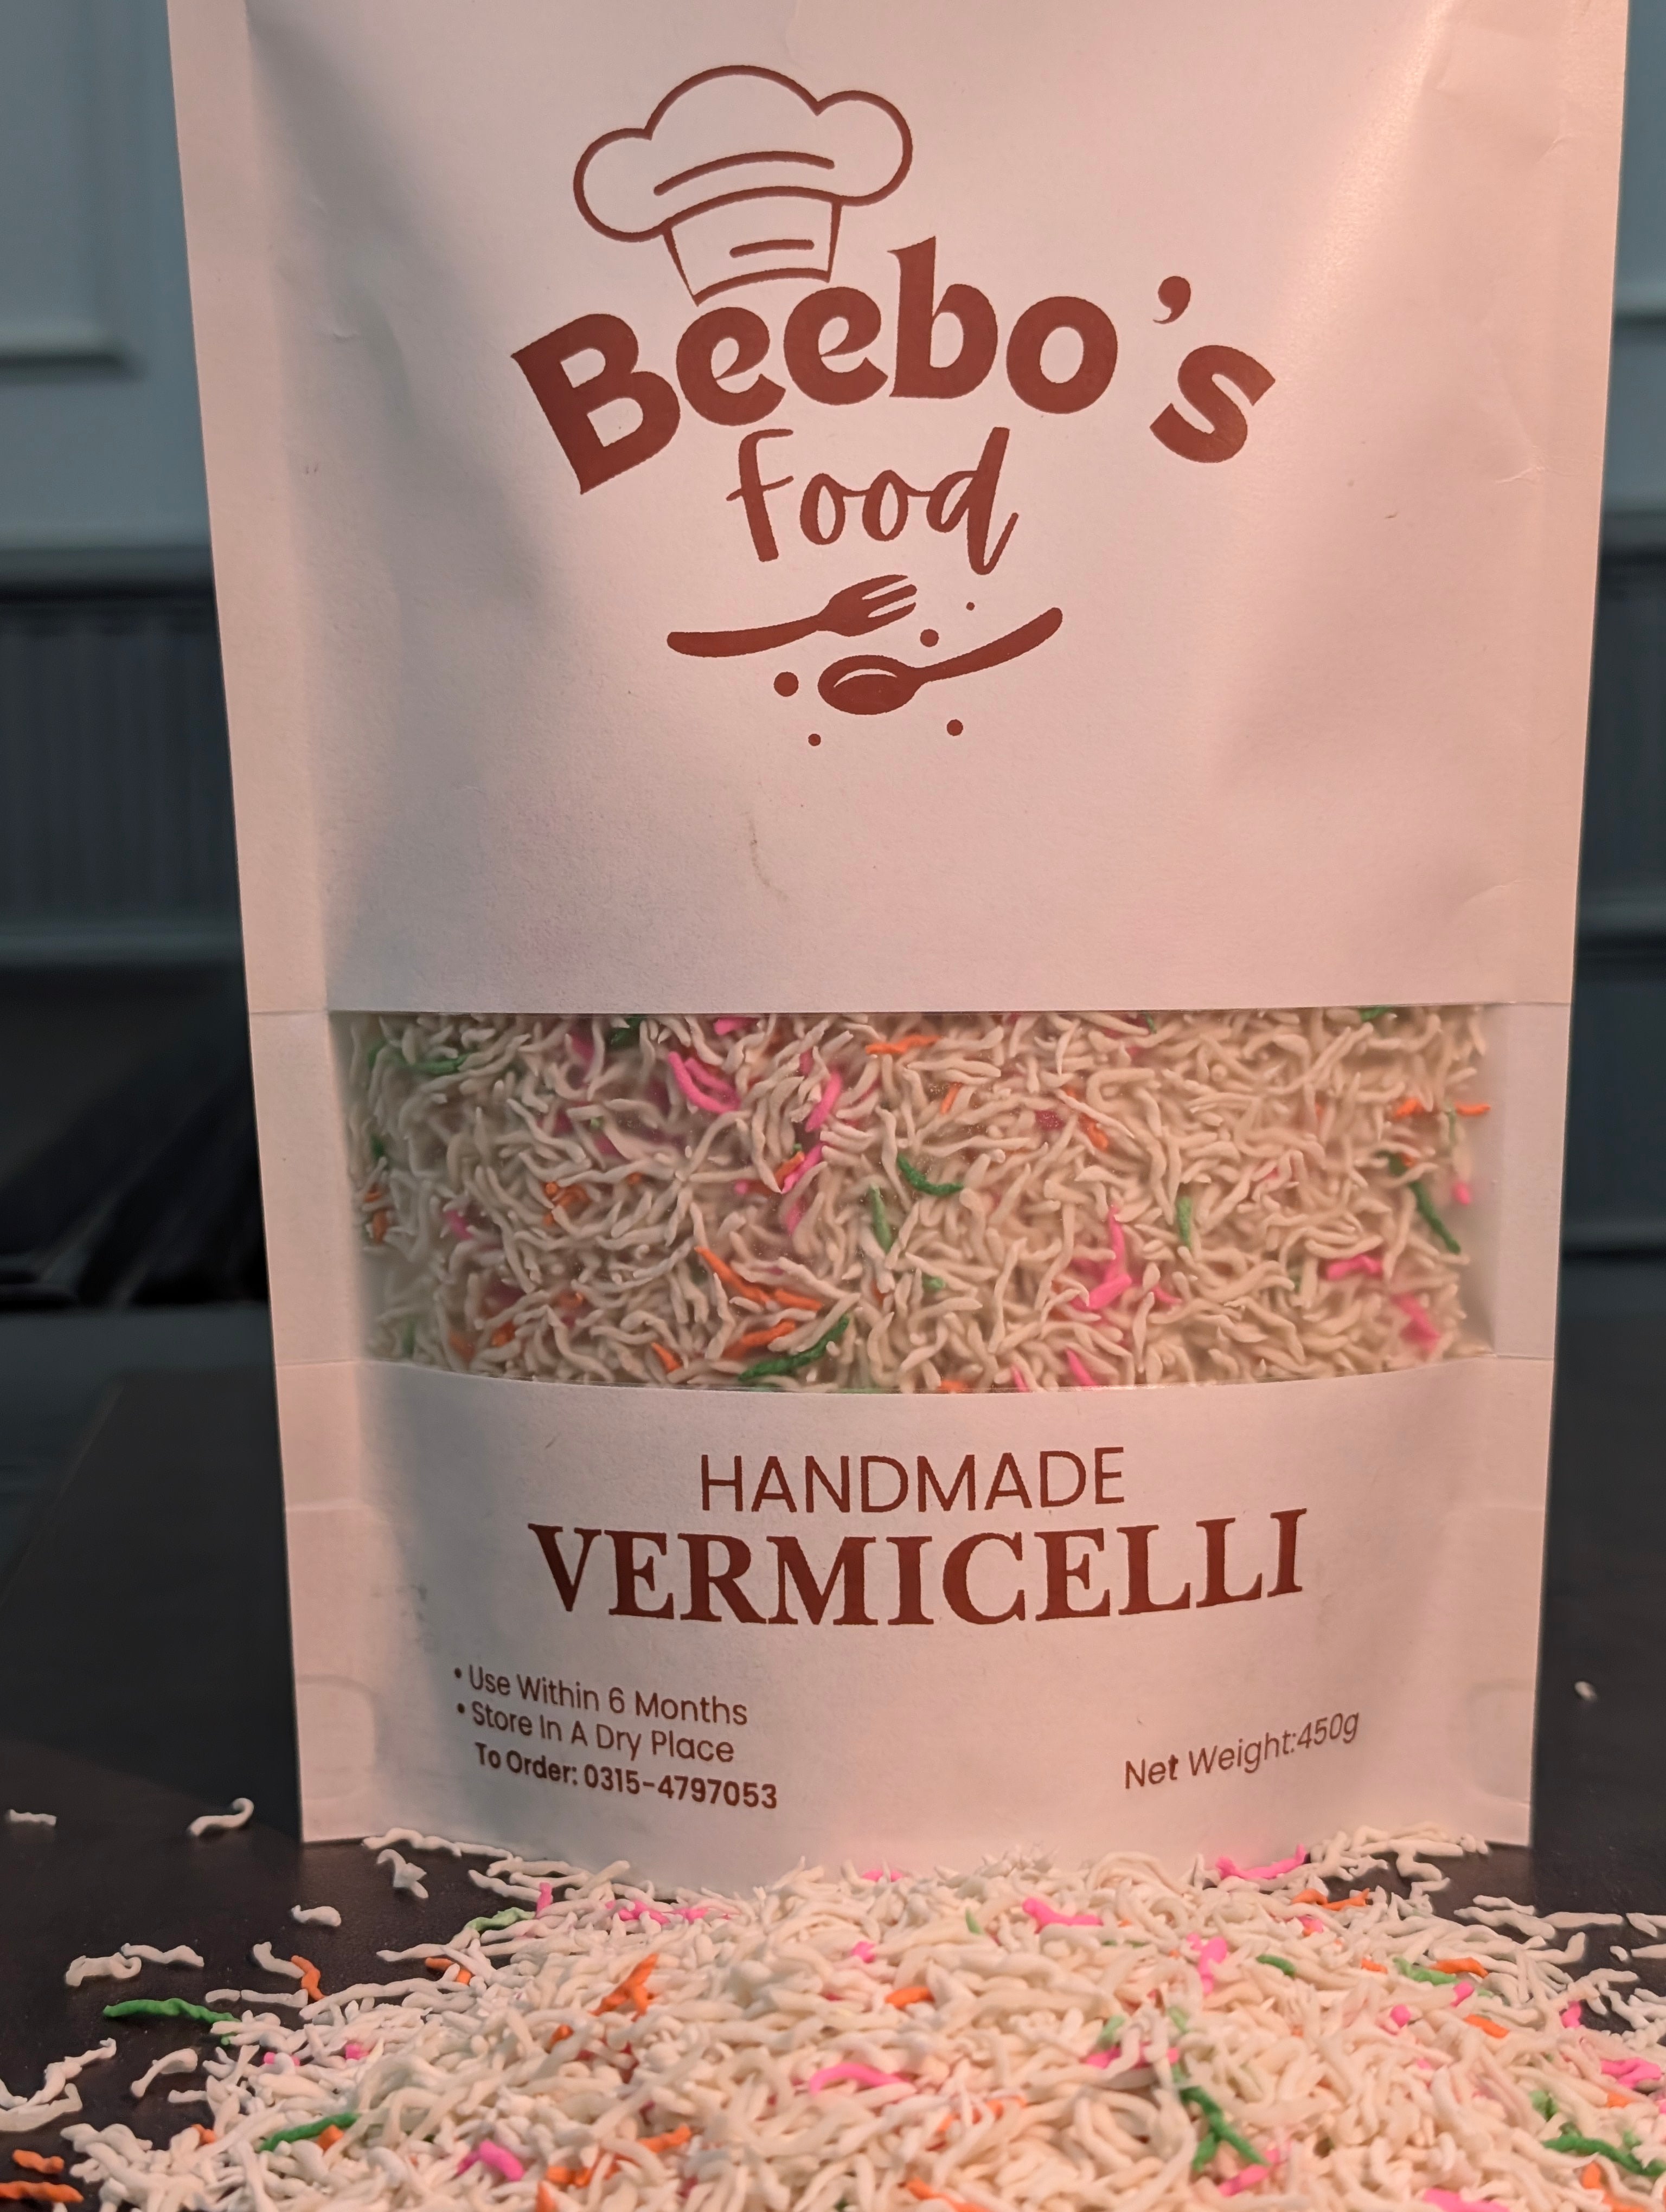 Beebo's
food
HANDMADE
VERMICELLI
• Use Within 6 Months
• Store In A Dry Place
To Order: 0315-4797053
Net Weight:450g